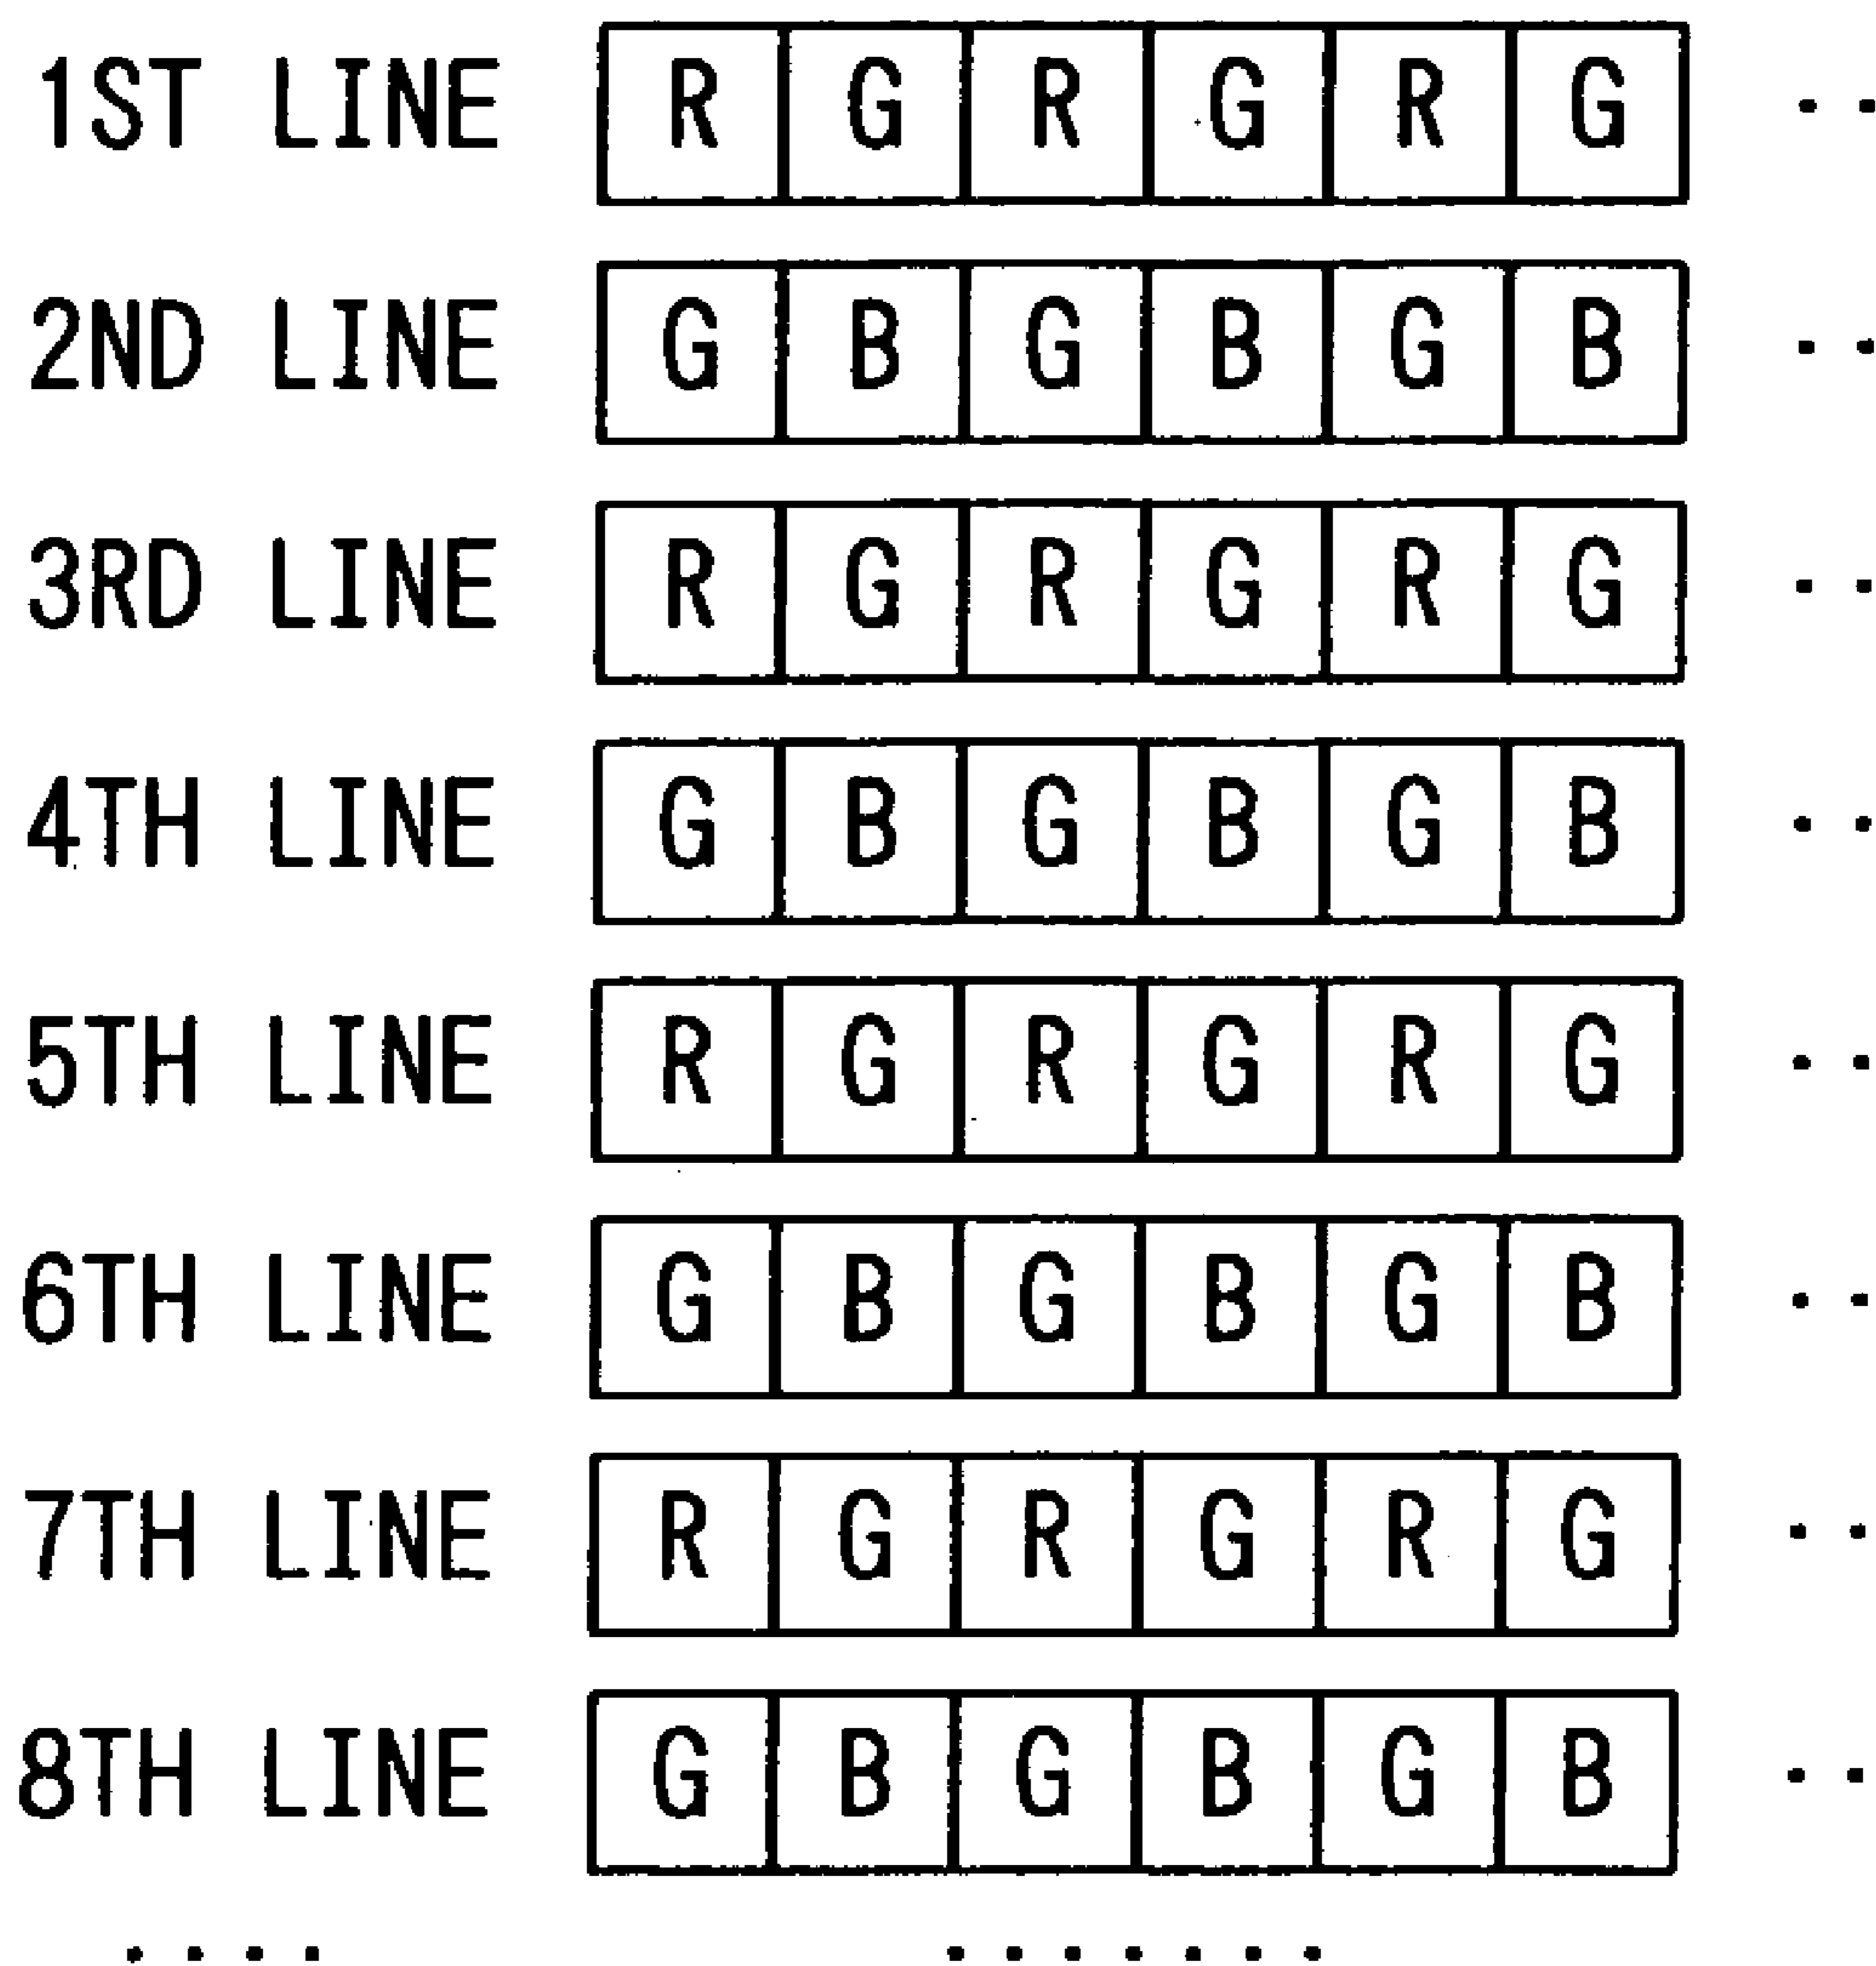 1ST LINE R G R G R G ··
2ND LINE G B G B G B ··
3RD LINE R G R G R G ··
4TH LINE G B G B G B ··
5TH LINE R G R G R G ··
6TH LINE G B G B G B ··
7TH LINE R G R G R G ··
8TH LINE G B G B G B ··
···· ·······